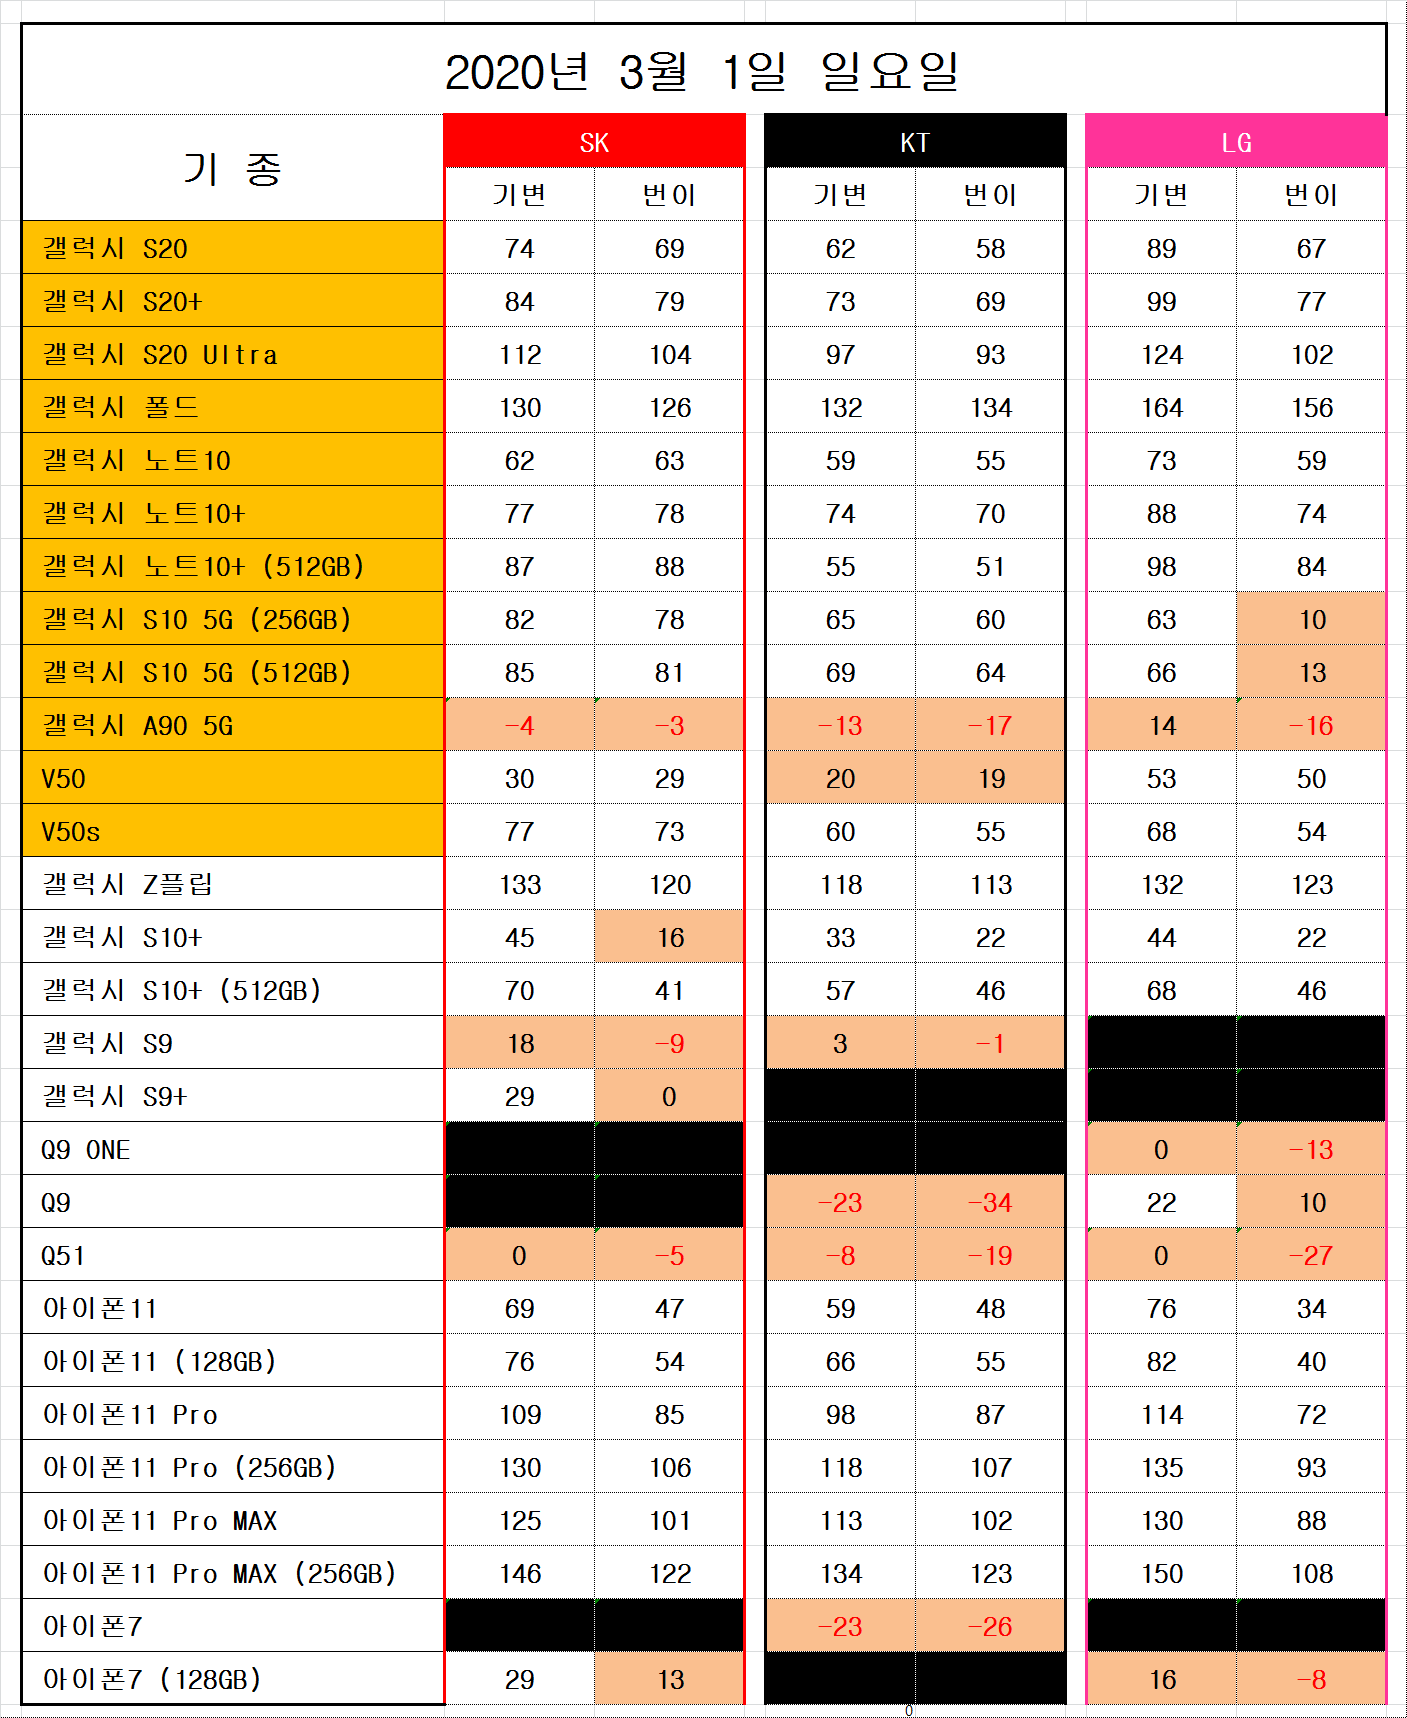 2020년 3월 1일 일요일
기 종 SK KT LG
기변 번이 기변 번이 기변 번이
갤럭시 S20 74 69 62 58 89 67
갤럭시 S20+ 84 79 73 69 99 77
갤럭시 S20 Ultra 112 104 97 93 124 102
갤럭시 폴드 130 126 132 134 164 156
갤럭시 노트10 62 63 59 55 73 59
갤럭시 노트10+ 77 78 74 70 88 74
갤럭시 노트10+ (512GB) 87 88 55 51 98 84
갤럭시 S10 5G (256GB) 82 78 65 60 63 10
갤럭시 S10 5G (512GB) 85 81 69 64 66 13
갤럭시 A90 5G -4 -3 -13 -17 14 -16
V50 30 29 20 19 53 50
V50s 77 73 60 55 68 54
갤럭시 Z플립 133 120 118 113 132 123
갤럭시 S10+ 45 16 33 22 44 22
갤럭시 S10+ (512GB) 70 41 57 46 68 46
갤럭시 S9 18 -9 3 -1
갤럭시 S9+ 29 0
Q9 ONE 0 -13
Q9 -23 -34 22 10
Q51 0 -5 -8 -19 0 -27
아이폰11 69 47 59 48 76 34
아이폰11 (128GB) 76 54 66 55 82 40
아이폰11 Pro 109 85 98 87 114 72
아이폰11 Pro (256GB) 130 106 118 107 135 93
아이폰11 Pro MAX 125 101 113 102 130 88
아이폰11 Pro MAX (256GB) 146 122 134 123 150 108
아이폰7 -23 -26
아이폰7 (128GB) 29 13 16 -8
0